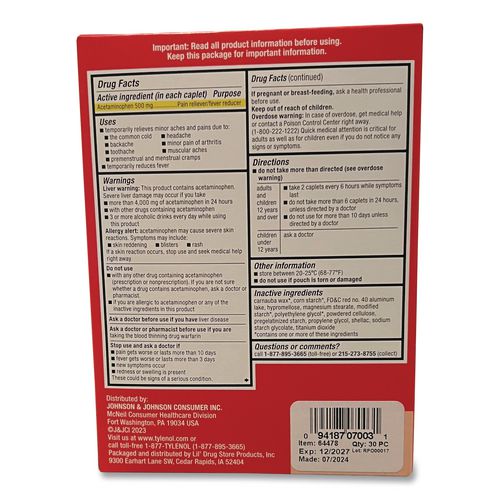 Important: Read all product information before using.
Keep this package for important information.
Drug Facts
Active ingredient (in each caplet) Purpose
Acetaminophen 500 mg Pain reliever/fever reducer
Uses
■ temporarily relieves minor aches and pains due to:
■ the common cold ■ headache
■ backache ■ minor pain of arthritis
■ toothache ■ muscular aches
■ premenstrual and menstrual cramps
■ temporarily reduces fever
Warnings
Liver warning: This product contains acetaminophen.
Severe liver damage may occur if you take
■ more than 4,000 mg of acetaminophen in 24 hours
■ with other drugs containing acetaminophen
■ 3 or more alcoholic drinks every day while using
this product
Allergy alert: acetaminophen may cause severe skin
reactions. Symptoms may include:
■ skin reddening ■ blisters ■ rash
If a skin reaction occurs, stop use and seek medical help
right away.
Do not use
■ with any other drug containing acetaminophen
(prescription or nonprescription). If you are not sure
whether a drug contains acetaminophen, ask a doctor or
pharmacist.
■ if you are allergic to acetaminophen or any of the
inactive ingredients in this product
Ask a doctor before use if you have liver disease
Ask a doctor or pharmacist before use if you are
taking the blood thinning drug warfarin
Stop use and ask a doctor if
■ pain gets worse or lasts more than 10 days
■ fever gets worse or lasts more than 3 days
■ new symptoms occur
■ redness or swelling is present
These could be signs of a serious condition.
Drug Facts (continued)
If pregnant or breast-feeding, ask a health professional
before use.
Keep out of reach of children.
Overdose warning: In case of overdose, get medical help
or contact a Poison Control Center right away.
(1-800-222-1222) Quick medical attention is critical for
adults as well as for children even if you do not notice any
signs or symptoms.
Directions
■ do not take more than directed (see overdose
warning)
adults and children 12 years and over
■ take 2 caplets every 6 hours while symptoms
last
■ do not take more than 6 caplets in 24 hours,
unless directed by a doctor
■ do not use for more than 10 days unless
directed by a doctor
children under 12 years
ask a doctor
Other information
■ store between 20-25°C (68-77°F)
■ do not use if pouch is torn or damaged
Inactive ingredients
carnauba wax*, corn starch*, FD&C red no. 40 aluminum
lake, hypromellose, magnesium stearate, modified
starch*, polyethylene glycol*, powdered cellulose,
pregelatinized starch, propylene glycol, shellac, sodium
starch glycolate, titanium dioxide
*contains one or more of these ingredients
Questions or comments?
call 1-877-895-3665 (toll-free) or 215-273-8755 (collect)
Distributed by:
JOHNSON & JOHNSON CONSUMER INC.
McNeil Consumer Healthcare Division
Fort Washington, PA 19034 USA
©J&JCI 2023
Visit us at www.tylenol.com or
call toll-free 1-877-TYLENOL (1-877-895-3665)
Packaged and distributed by Lil' Drug Store Products, Inc
9300 Earhart Lane SW, Cedar Rapids, IA 52404
0 94187 07003 1
Item: 64478 Qty: 30 PC
Exp: 12/2027 Lot: RPO00017
Made: 07/2024